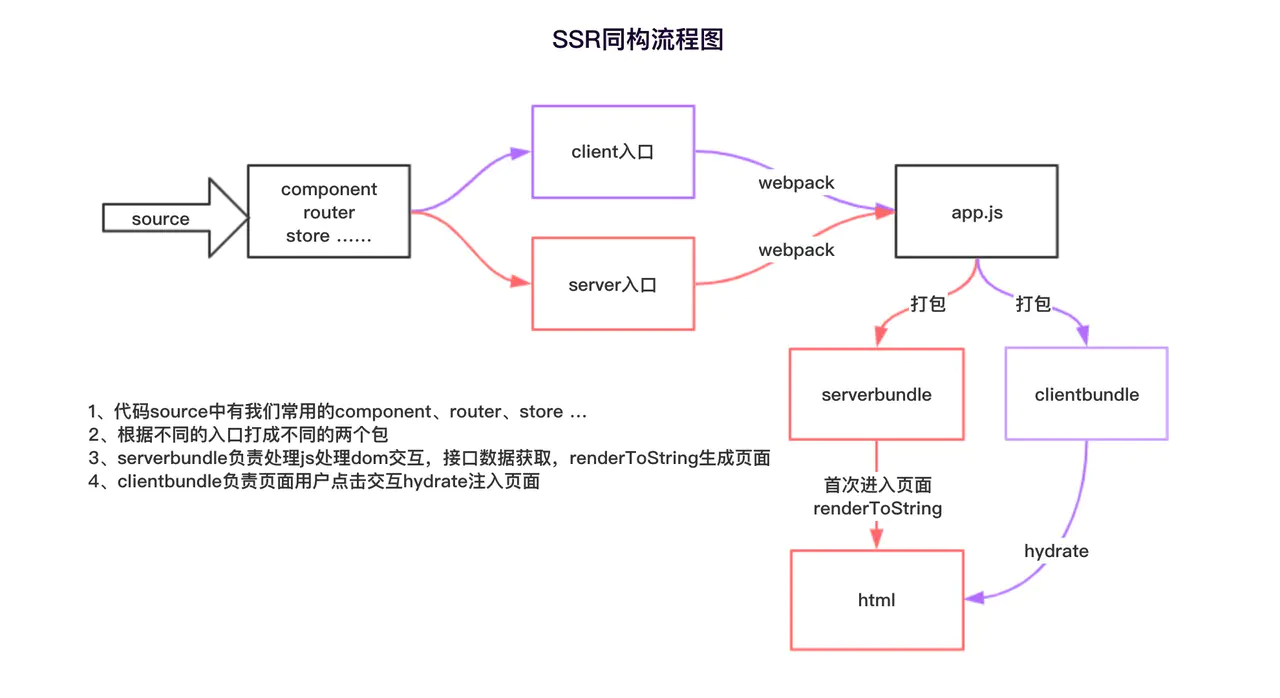 SSR同构流程图
source
component
router
store ……
client入口
server入口
webpack
webpack
app.js
打包
打包
serverbundle
clientbundle
1、代码source中有我们常用的component、router、store ...
2、根据不同的入口打成不同的两个包
3、serverbundle负责处理js处理dom交互，接口数据获取，renderToString生成页面
4、clientbundle负责页面用户点击交互hydrate注入页面
首次进入页面
renderToString
hydrate
html